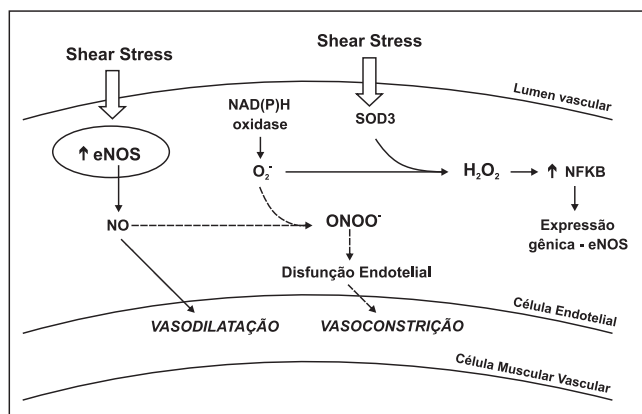 Shear Stress
Shear Stress
Lumen vascular
NAD(P)H
oxidase
SOD3
↑ eNOS
O₂⁻
H₂O₂
↑ NFKB
NO
ONOO⁻
Expressão
gênica - eNOS
Disfunção Endotelial
Célula Endotelial
VASODILATAÇÃO
VASOCONSTRIÇÃO
Célula Muscular Vascular